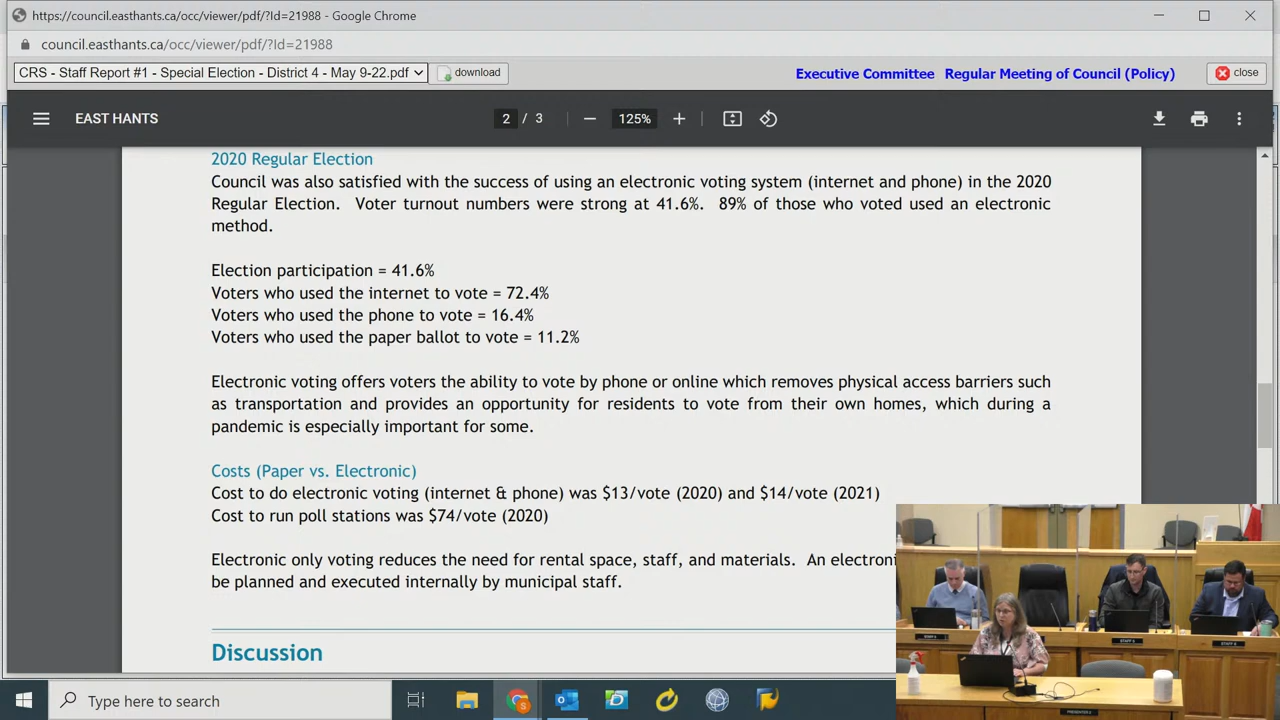 https://council.easthants.ca/occ/viewer/pdf/?Id=21988 - Google Chrome
council.easthants.ca/occ/viewer/pdf/?Id=21988
CRS - Staff Report #1 - Special Election - District 4 - May 9-22.pdf
download
Executive Committee Regular Meeting of Council (Policy)
close
EAST HANTS
2 / 3
125%
2020 Regular Election
Council was also satisfied with the success of using an electronic voting system (internet and phone) in the 2020
Regular Election. Voter turnout numbers were strong at 41.6%. 89% of those who voted used an electronic
method.
Election participation = 41.6%
Voters who used the internet to vote = 72.4%
Voters who used the phone to vote = 16.4%
Voters who used the paper ballot to vote = 11.2%
Electronic voting offers voters the ability to vote by phone or online which removes physical access barriers such
as transportation and provides an opportunity for residents to vote from their own homes, which during a
pandemic is especially important for some.
Costs (Paper vs. Electronic)
Cost to do electronic voting (internet & phone) was $13/vote (2020) and $14/vote (2021)
Cost to run poll stations was $74/vote (2020)
Electronic only voting reduces the need for rental space, staff, and materials. An electroni
be planned and executed internally by municipal staff.
Discussion
Type here to search